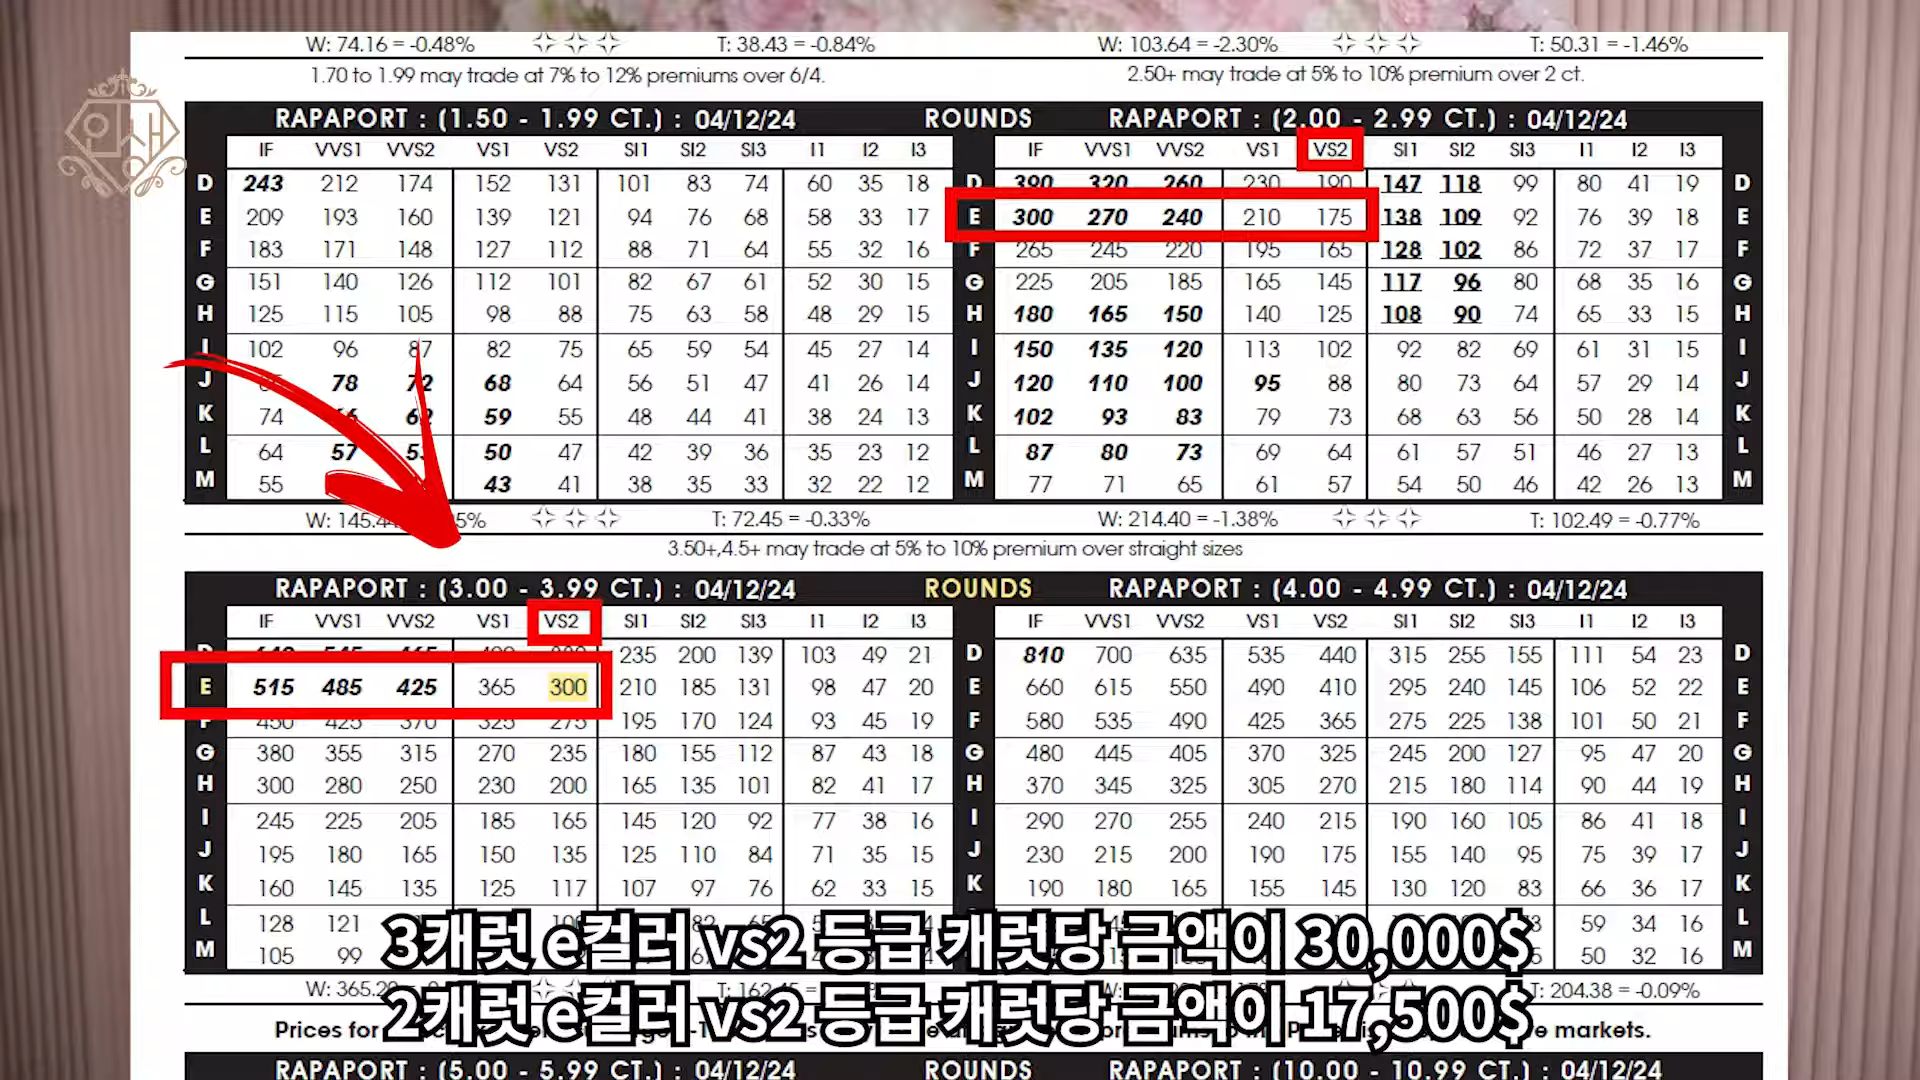 W: 74.16 = -0.48% T: 38.43 = -0.84% W: 103.64 = -2.30% T: 50.31 = -1.46%
1.70 to 1.99 may trade at 7% to 12% premiums over 6/4. 2.50+ may trade at 5% to 10% premium over 2 ct.
RAPAPORT : (1.50 - 1.99 CT.) : 04/12/24 ROUNDS RAPAPORT : (2.00 - 2.99 CT.) : 04/12/24
IF VVS1 VVS2 VS1 VS2 SI1 SI2 SI3 I1 I2 I3 IF VVS1 VVS2 VS1 VS2 SI1 SI2 SI3 I1 I2 I3
D 243 212 174 152 131 101 83 74 60 35 18 D 390 320 260 230 190 147 118 99 80 41 19 D
E 209 193 160 139 121 94 76 68 58 33 17 E 300 270 240 210 175 138 109 92 76 39 18 E
F 183 171 148 127 112 88 71 64 55 32 16 F 265 245 220 195 165 128 102 86 72 37 17 F
G 151 140 126 112 101 82 67 61 52 30 15 G 225 205 185 165 145 117 96 80 68 35 16 G
H 125 115 105 98 88 75 63 58 48 29 15 H 180 165 150 140 125 108 90 74 65 33 15 H
I 102 96 87 82 75 65 59 54 45 27 14 I 150 135 120 113 102 92 82 69 61 31 15 I
J 78 72 68 64 56 51 47 41 26 14 J 120 110 100 95 88 80 73 64 57 29 14 J
K 74 66 62 59 55 48 44 41 38 24 13 K 102 93 83 79 73 68 63 56 50 28 14 K
L 64 57 50 47 42 39 36 35 23 12 L 87 80 73 69 64 61 57 51 46 27 13 L
M 55 43 41 38 35 33 32 22 12 M 77 71 65 61 57 54 50 46 42 26 13 M
T: 72.45 = -0.33% W: 214.40 = -1.38% T: 102.49 = -0.77%
3.50+,4.5+ may trade at 5% to 10% premium over straight sizes
RAPAPORT : (3.00 - 3.99 CT.) : 04/12/24 ROUNDS RAPAPORT : (4.00 - 4.99 CT.) : 04/12/24
IF VVS1 VVS2 VS1 VS2 SI1 SI2 SI3 I1 I2 I3 IF VVS1 VVS2 VS1 VS2 SI1 SI2 SI3 I1 I2 I3
D 235 200 139 103 49 21 D 810 700 635 535 440 315 255 155 111 54 23 D
E 515 485 425 365 300 210 185 131 98 47 20 E 660 615 550 490 410 295 240 145 106 52 22 E
F 450 425 370 325 275 195 170 124 93 45 19 F 580 535 490 425 365 275 225 138 101 50 21 F
G 380 355 315 270 235 180 155 112 87 43 18 G 480 445 405 370 325 245 200 127 95 47 20 G
H 300 280 250 230 200 165 135 101 82 41 17 H 370 345 325 305 270 215 180 114 90 44 19 H
I 245 225 205 185 165 145 120 92 77 38 16 I 290 270 255 240 215 190 160 105 86 41 18 I
J 195 180 165 150 135 125 110 84 71 35 15 J 230 215 200 190 175 155 140 95 75 39 17 J
K 160 145 135 125 117 107 97 76 62 33 15 K 190 180 165 155 145 130 120 83 66 36 17 K
L 128 121 59 34 16 L
M 105 99 50 32 16 M
3캐럿 e컬러 vs2 등급 캐럿당 금액이 30,000$
T: 204.38 = -0.09%
2캐럿 e컬러 vs2 등급 캐럿당 금액이 17,500$
Prices for markets.
RAPAPORT : (5.00 - 5.99 CT.) : 04/12/24 ROUNDS RAPAPORT : (10.00 - 10.99 CT.) : 04/12/24